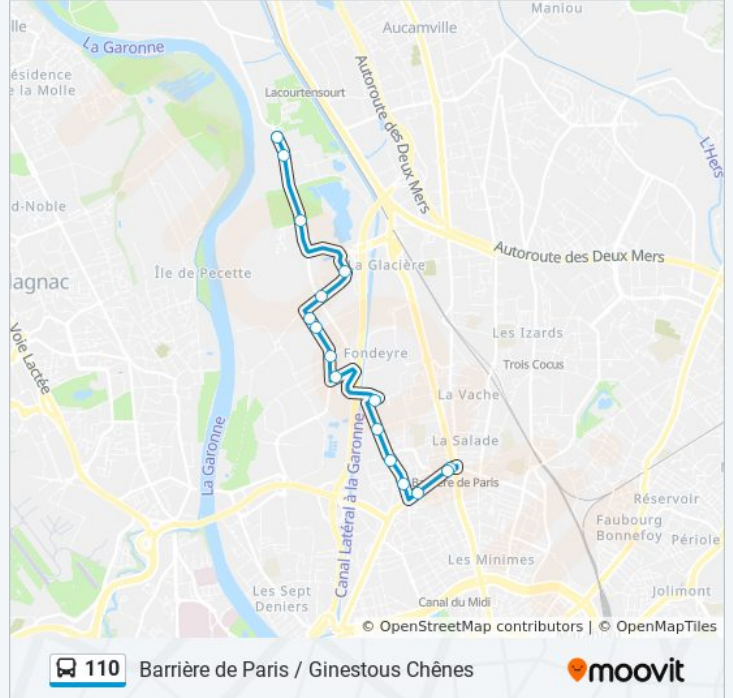 lle
Maniou
Aucamville
La Garonne
ésidence
e la Molle
Autoroute des Deux Mers
Lacourtensourt
L'Hers
d-Noble
Autoroute des Deux Mers
La Glacière
Île de Pecette
lagnac
Voie Lactée
Les Izards
Fondeyre
Trois Cocus
La Vache
La Garonne
Canal Latéral à la Garonne
La Salade
Barrière de Paris
Réservoir
Faubourg
Bonnefoy
Périole
Les Minimes
Les Sept
Deniers
Jolimont
Canal du Midi
© OpenStreetMap contributors | © OpenMapTiles
110 Barrière de Paris / Ginestous Chênes
moovit